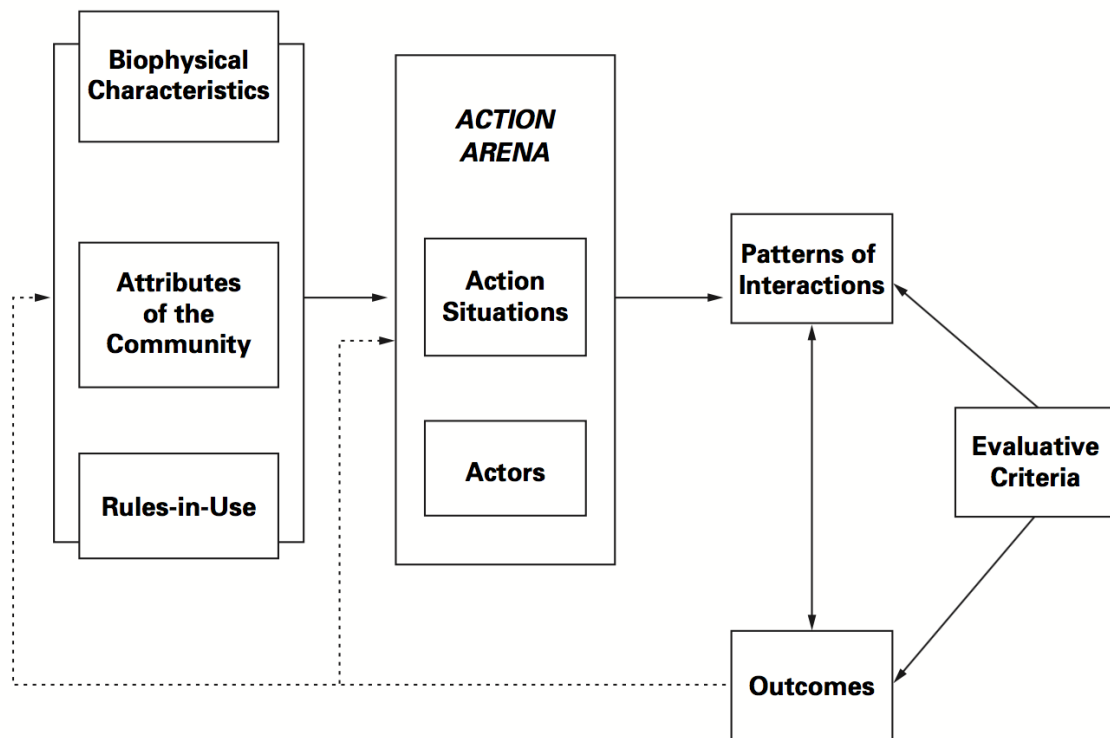 Biophysical
Characteristics
Attributes
of the
Community
Rules-in-Use
ACTION
ARENA
Action
Situations
Actors
Patterns of
Interactions
Evaluative
Criteria
Outcomes